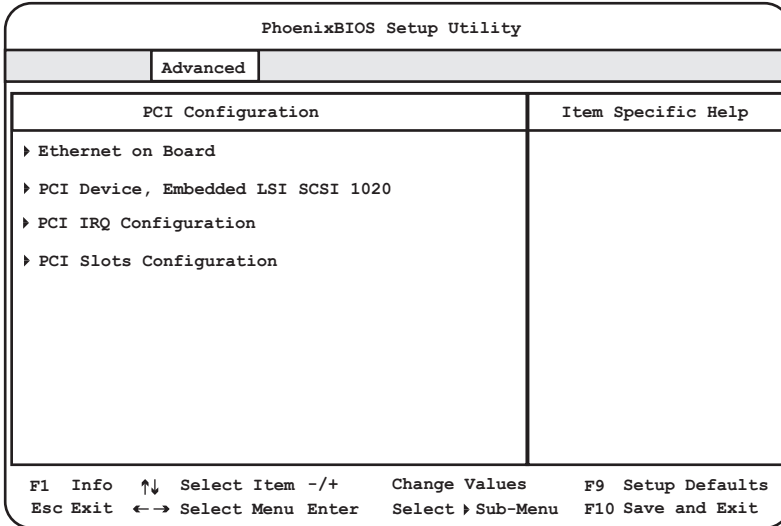 PhoenixBIOS Setup Utility
Advanced
PCI Configuration
Item Specific Help
Ethernet on Board
PCI Device, Embedded LSI SCSI 1020
PCI IRQ Configuration
PCI Slots Configuration
F1 Info ↑↓ Select Item -/+ Change Values F9 Setup Defaults
Esc Exit ←→ Select Menu Enter Select ▶ Sub-Menu F10 Save and Exit